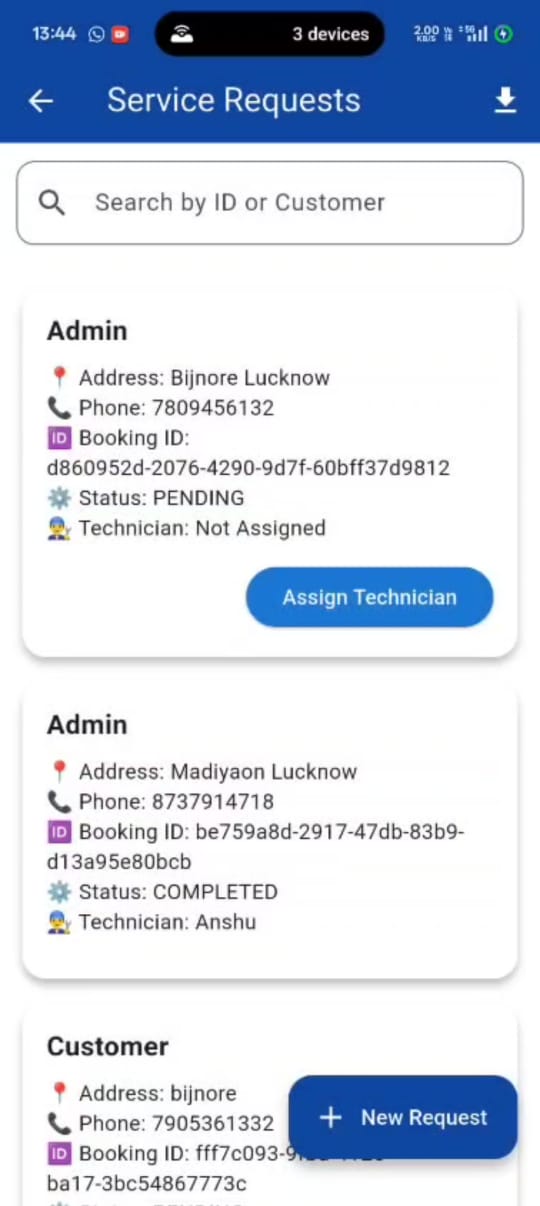 13:44 3 devices 2.00 KB/S 5G
Service Requests
Search by ID or Customer
Admin
📍 Address: Bijnore Lucknow
📞 Phone: 7809456132
🆔 Booking ID:
d860952d-2076-4290-9d7f-60bff37d9812
⚙️ Status: PENDING
👨‍🔧 Technician: Not Assigned
Assign Technician
Admin
📍 Address: Madiyaon Lucknow
📞 Phone: 8737914718
🆔 Booking ID: be759a8d-2917-47db-83b9-
d13a95e80bcb
⚙️ Status: COMPLETED
👨‍🔧 Technician: Anshu
Customer
📍 Address: bijnore
📞 Phone: 7905361332
🆔 Booking ID: fff7c093-
ba17-3bc54867773c
New Request